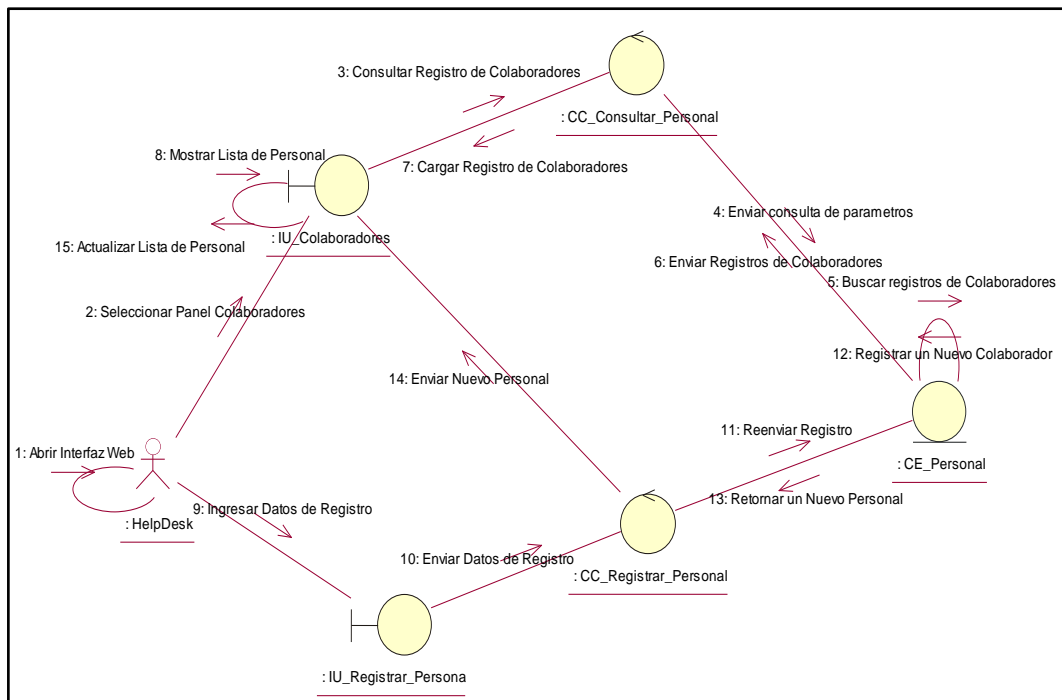 3: Consultar Registro de Colaboradores
: CC_Consultar_Personal
8: Mostrar Lista de Personal
7: Cargar Registro de Colaboradores
4: Enviar consulta de parametros
15: Actualizar Lista de Personal
: IU_Colaboradores
6: Enviar Registros de Colaboradores
5: Buscar registros de Colaboradores
2: Seleccionar Panel Colaboradores
12: Registrar un Nuevo Colaborador
14: Enviar Nuevo Personal
11: Reenviar Registro
1: Abrir Interfaz Web
: CE_Personal
13: Retornar un Nuevo Personal
9: Ingresar Datos de Registro
: HelpDesk
10: Enviar Datos de Registro
: CC_Registrar_Personal
: IU_Registrar_Persona